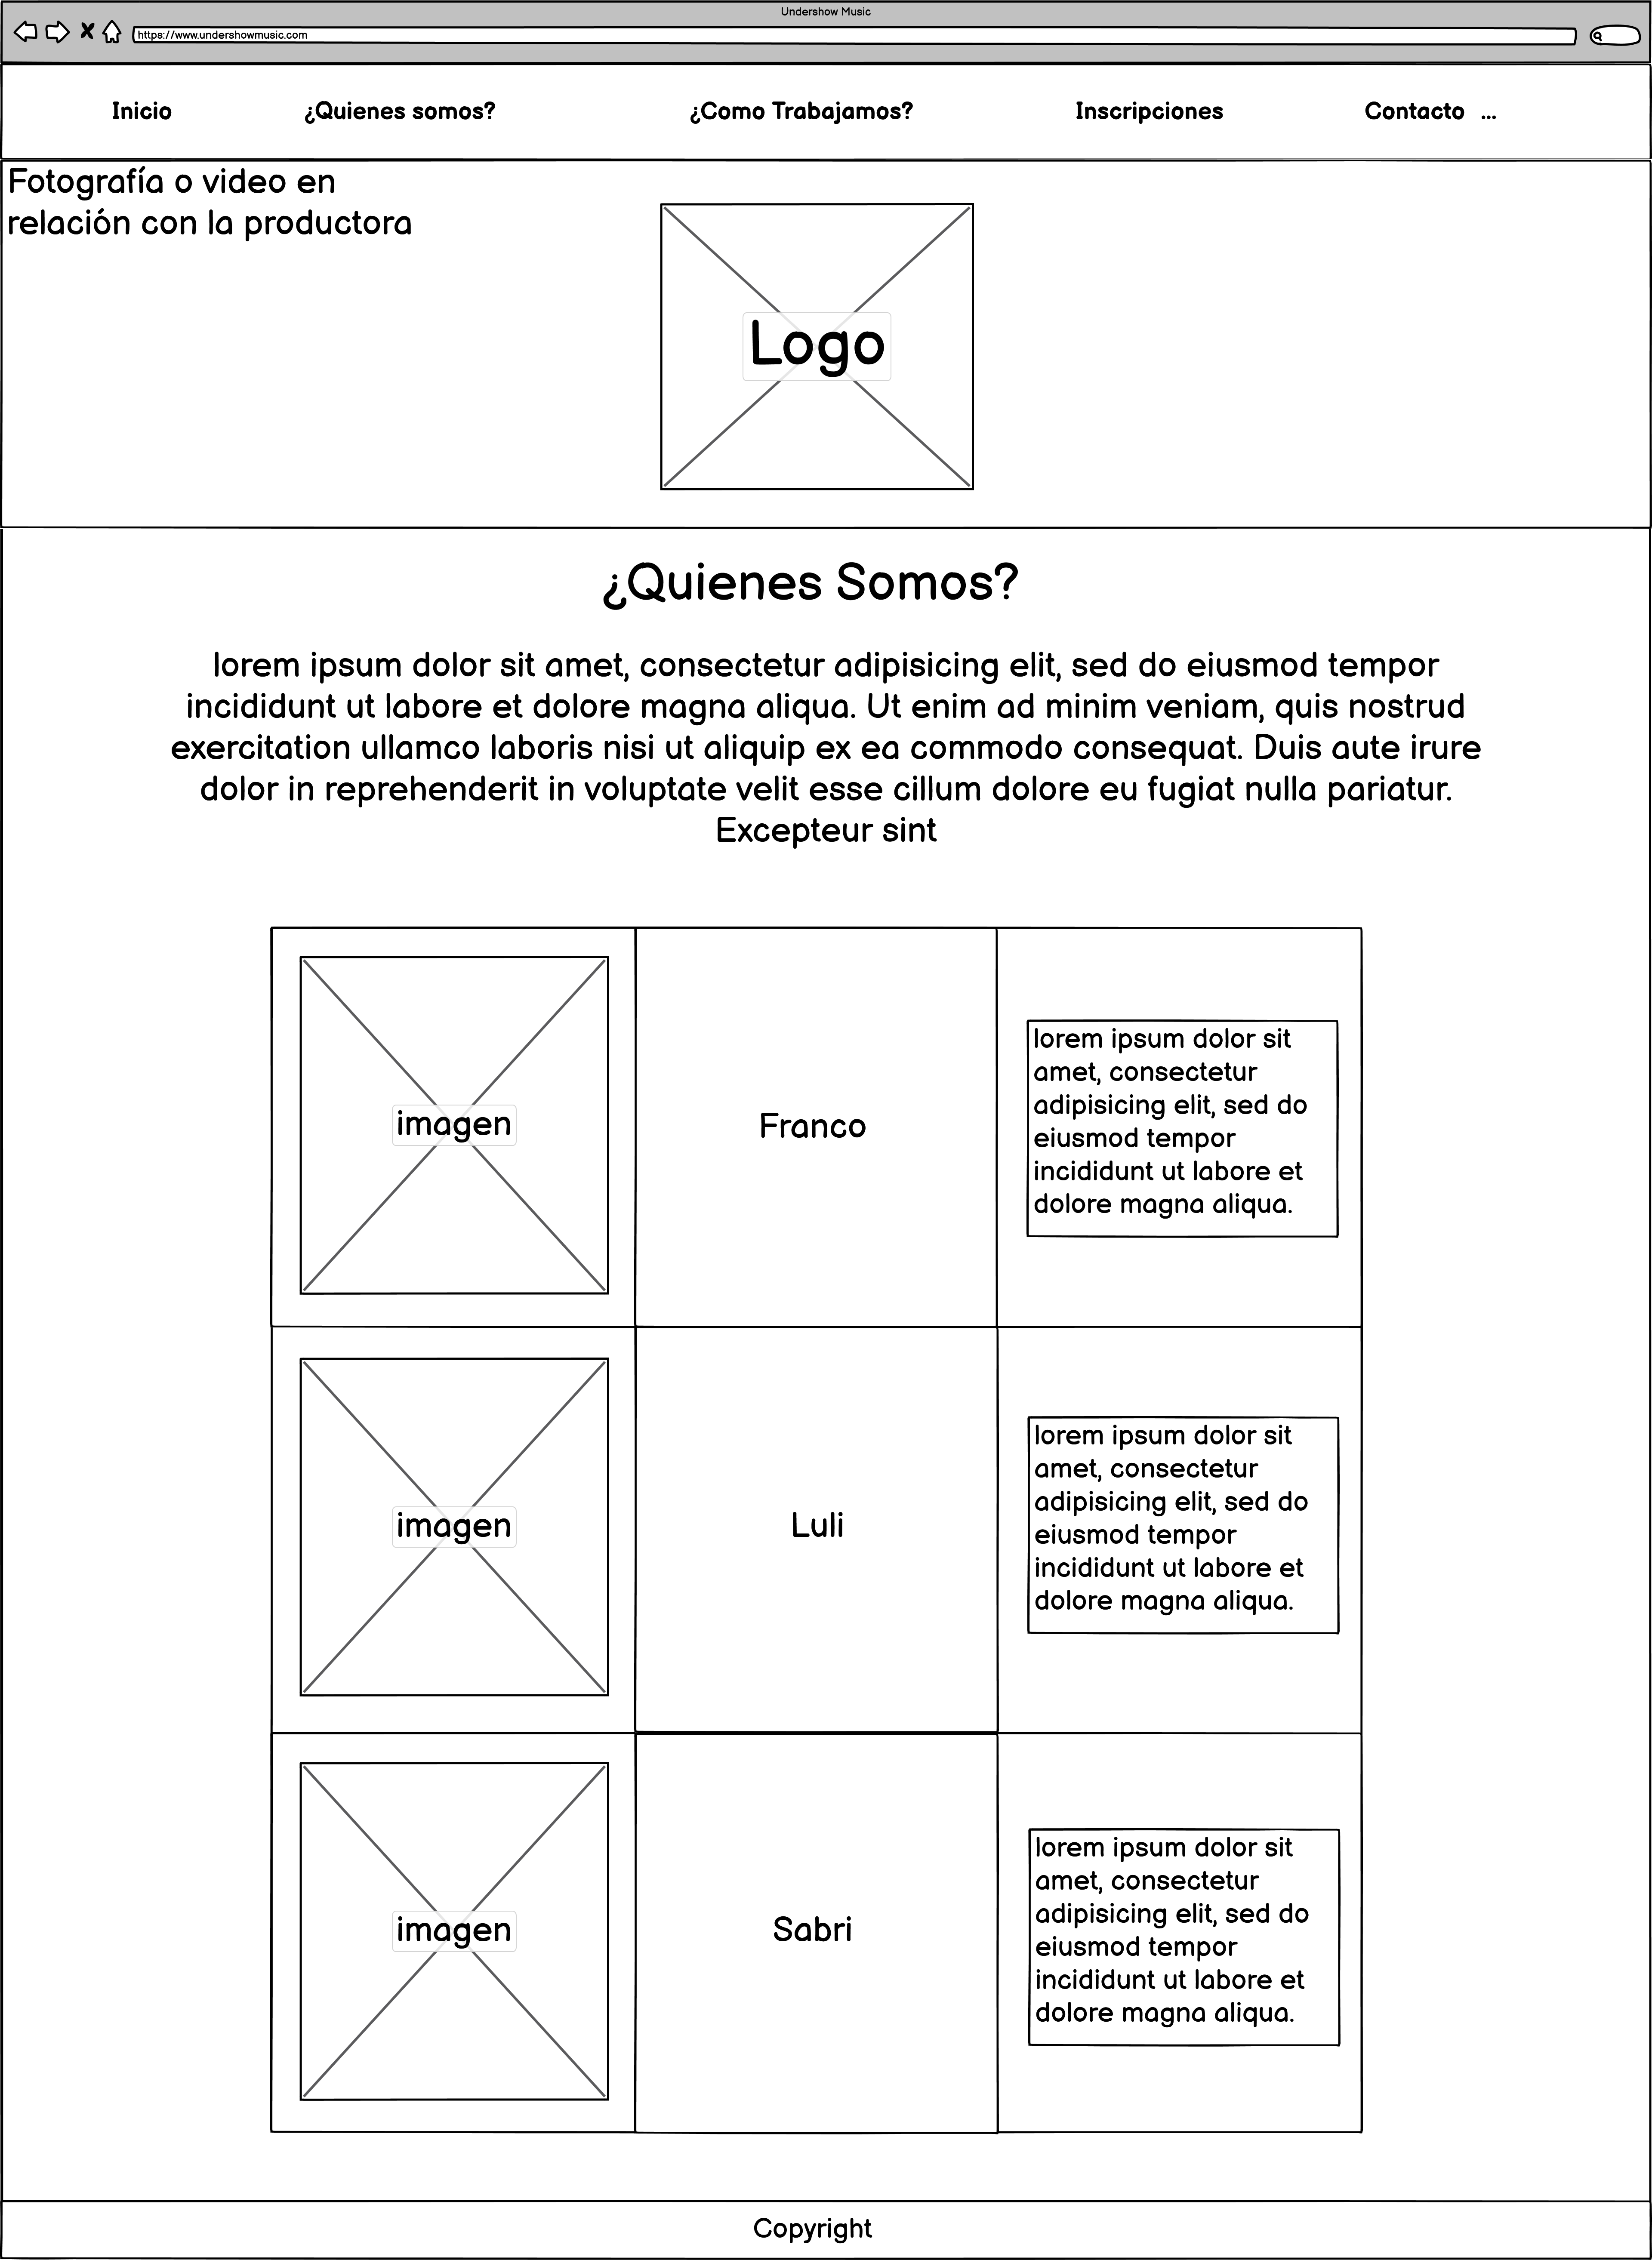 Undershow Music
https://www.undershowmusic.com
Inicio ¿Quienes somos? ¿Como Trabajamos? Inscripciones Contacto ...
Fotografía o video en
relación con la productora
Logo
¿Quienes Somos?
lorem ipsum dolor sit amet, consectetur adipisicing elit, sed do eiusmod tempor
incididunt ut labore et dolore magna aliqua. Ut enim ad minim veniam, quis nostrud
exercitation ullamco laboris nisi ut aliquip ex ea commodo consequat. Duis aute irure
dolor in reprehenderit in voluptate velit esse cillum dolore eu fugiat nulla pariatur.
Excepteur sint
imagen
Franco
lorem ipsum dolor sit
amet, consectetur
adipisicing elit, sed do
eiusmod tempor
incididunt ut labore et
dolore magna aliqua.
imagen
Luli
lorem ipsum dolor sit
amet, consectetur
adipisicing elit, sed do
eiusmod tempor
incididunt ut labore et
dolore magna aliqua.
imagen
Sabri
lorem ipsum dolor sit
amet, consectetur
adipisicing elit, sed do
eiusmod tempor
incididunt ut labore et
dolore magna aliqua.
Copyright